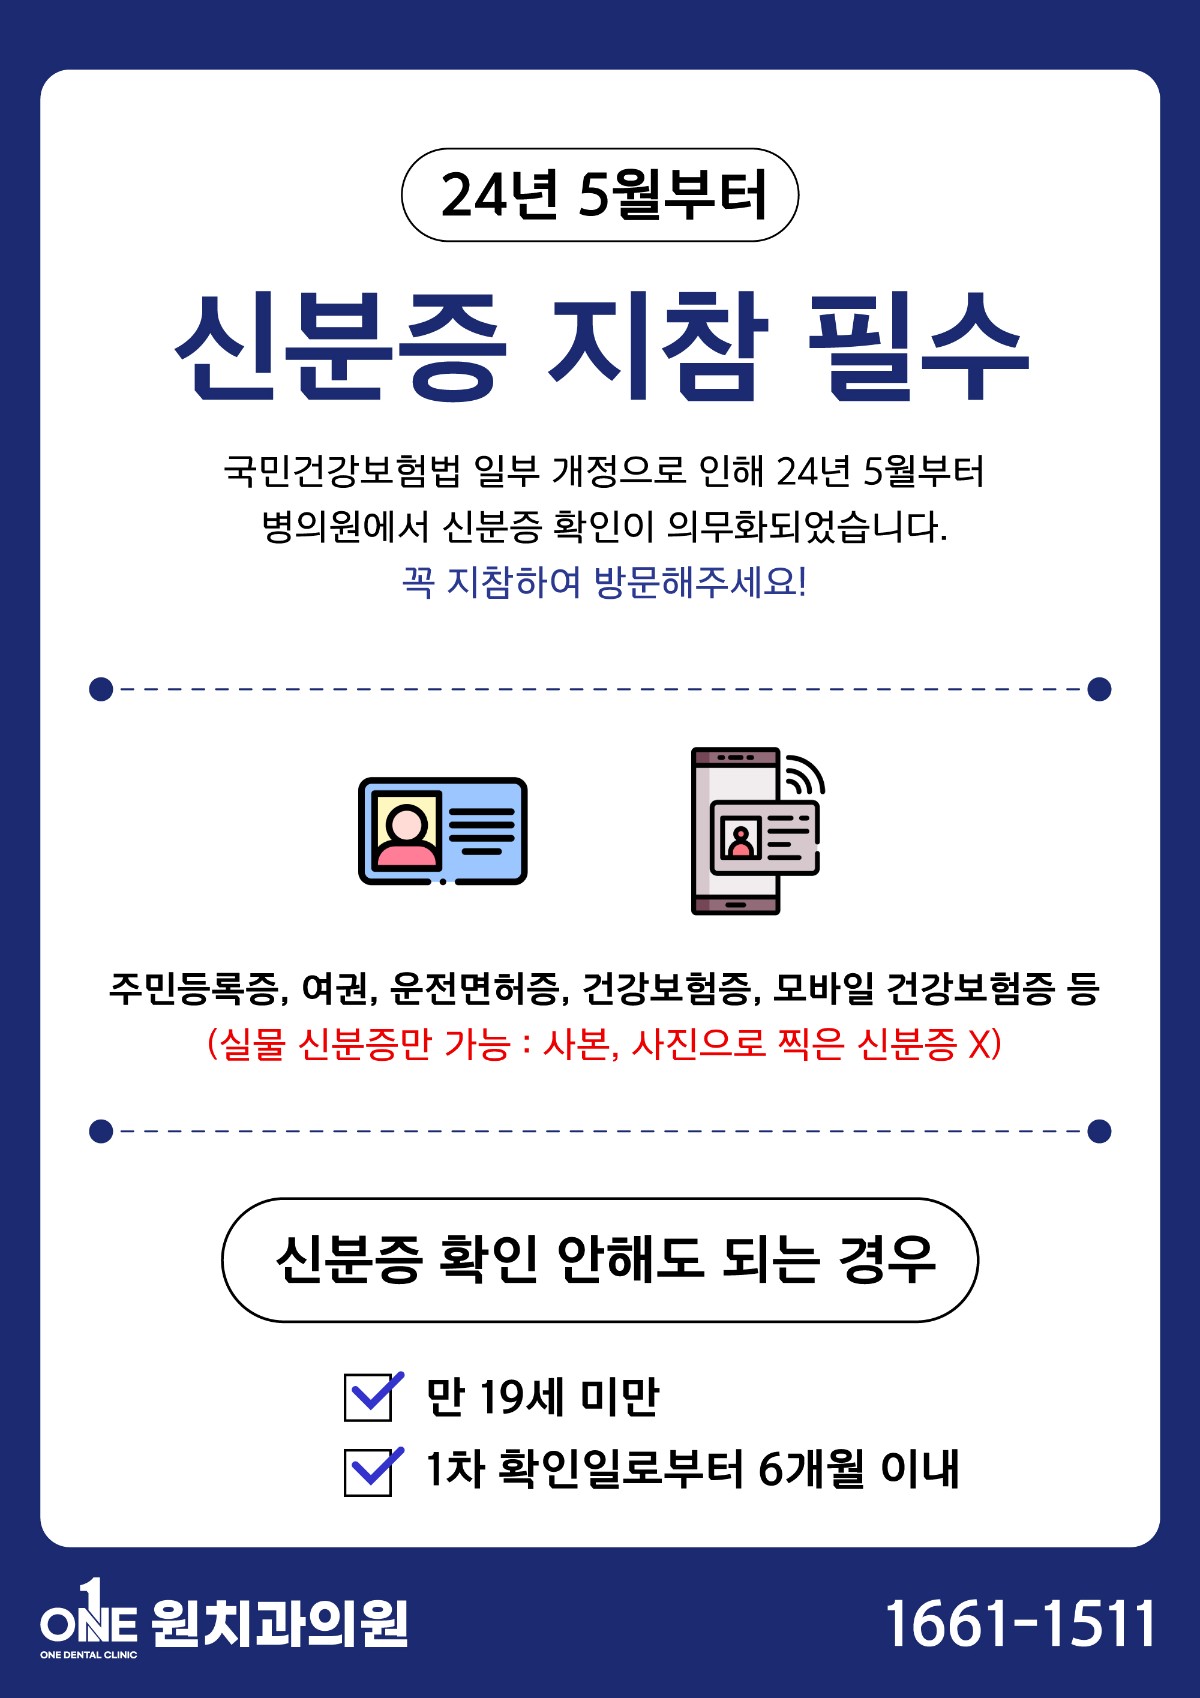 24년 5월부터
신분증 지참 필수
국민건강보험법 일부 개정으로 인해 24년 5월부터
병의원에서 신분증 확인이 의무화되었습니다.
꼭 지참하여 방문해주세요!
주민등록증, 여권, 운전면허증, 건강보험증, 모바일 건강보험증 등
(실물 신분증만 가능 : 사본, 사진으로 찍은 신분증 X)
신분증 확인 안해도 되는 경우
만 19세 미만
1차 확인일로부터 6개월 이내
1
ONE 원치과의원
ONE DENTAL CLINIC
1661-1511